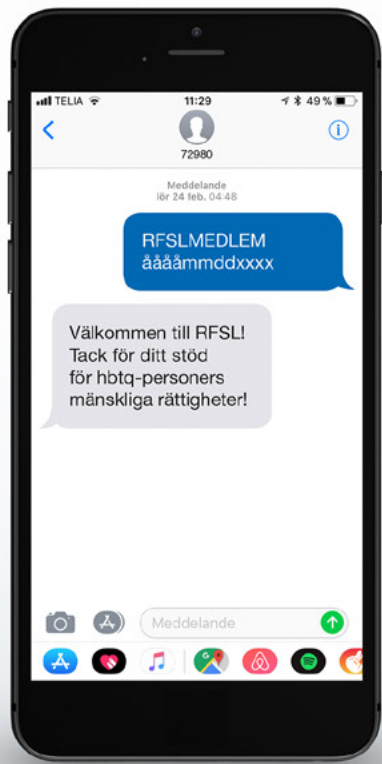 TELIA 11:29 49 %
72980
Meddelande
lör 24 feb. 04:48
RFSLMEDLEM
ååååmmddxxxx
Välkommen till RFSL!
Tack för ditt stöd
för hbtq-personers
mänskliga rättigheter!
Meddelande